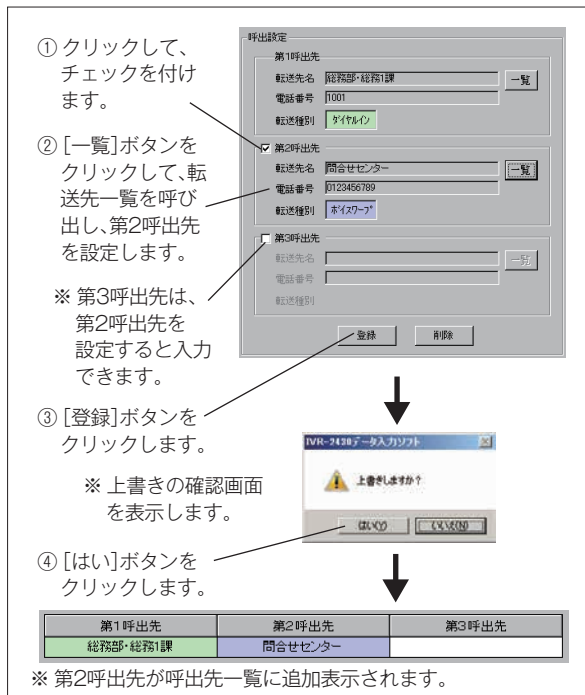 ① クリックして、
チェックを付け
ます。
② [一覧]ボタンを
クリックして、転
送先一覧を呼び
出し、第2呼出先
を設定します。
※ 第3呼出先は、
第2呼出先を
設定すると入力
できます。
③ [登録]ボタンを
クリックします。
※ 上書きの確認画面
を表示します。
④ [はい]ボタンを
クリックします。
呼出設定
第1呼出先
転送先名 総務部・総務1課 一覧
電話番号 1001
転送種別 ﾀﾞｲﾔﾙｲﾝ
第2呼出先
転送先名 問合せセンター 一覧
電話番号 0123456789
転送種別 ﾎﾞｲｽﾜｰﾌﾟ
第3呼出先
転送先名 一覧
電話番号
転送種別
登録 削除
IVR-2430データ入力ソフト
上書きしますか?
はい(Y) いいえ(N)
第1呼出先 第2呼出先 第3呼出先
総務部・総務1課 問合せセンター
※ 第2呼出先が呼出先一覧に追加表示されます。